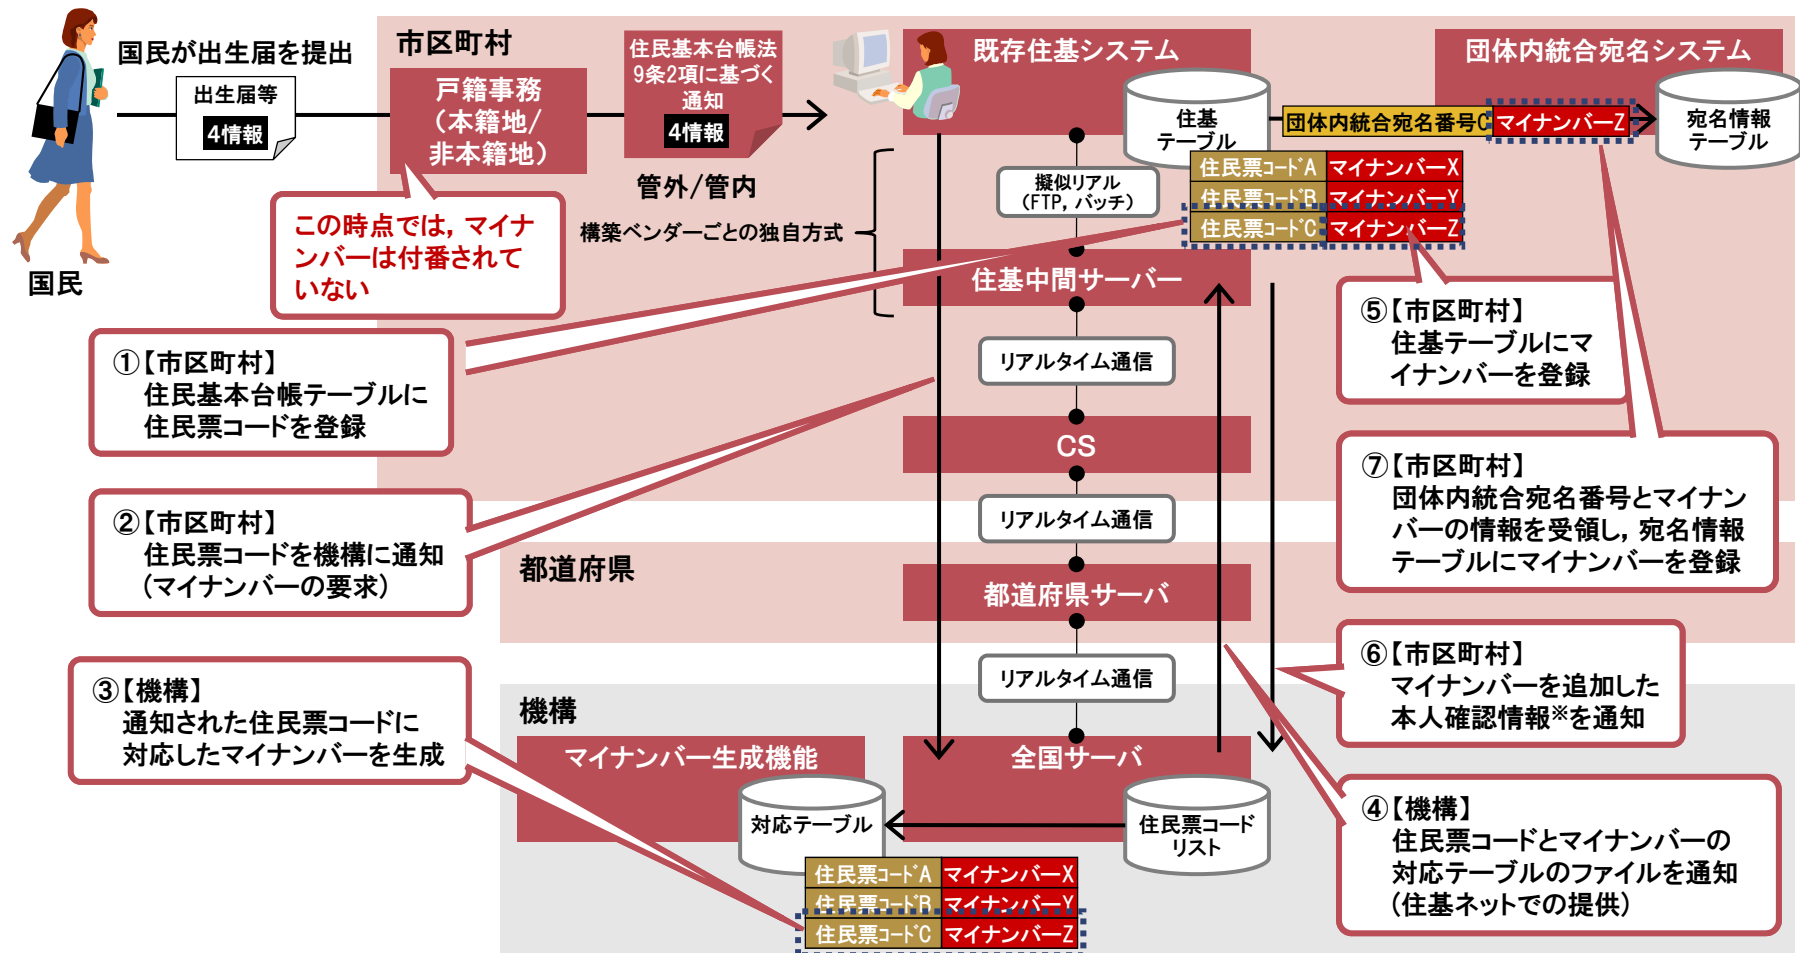 国民が出生届を提出
出生届等
4情報
国民
市区町村
戸籍事務
(本籍地/
非本籍地)
住民基本台帳法
9条2項に基づく
通知
4情報
管外/管内
この時点では，マイナ
ンバーは付番されて
いない
構築ベンダーごとの独自方式
既存住基システム
住基
テーブル
団体内統合宛名システム
団体内統合宛名番号C
マイナンバーZ
宛名情報
テーブル
住民票コードA マイナンバーX
住民票コードB マイナンバーY
住民票コードC マイナンバーZ
擬似リアル
(FTP，バッチ)
住基中間サーバー
リアルタイム通信
CS
リアルタイム通信
都道府県
都道府県サーバ
リアルタイム通信
機構
マイナンバー生成機能
全国サーバ
対応テーブル
住民票コード
リスト
住民票コードA マイナンバーX
住民票コードB マイナンバーY
住民票コードC マイナンバーZ
①【市区町村】
住民基本台帳テーブルに
住民票コードを登録
②【市区町村】
住民票コードを機構に通知
(マイナンバーの要求)
③【機構】
通知された住民票コードに
対応したマイナンバーを生成
④【機構】
住民票コードとマイナンバーの
対応テーブルのファイルを通知
(住基ネットでの提供)
⑤【市区町村】
住基テーブルにマ
イナンバーを登録
⑥【市区町村】
マイナンバーを追加した
本人確認情報※を通知
⑦【市区町村】
団体内統合宛名番号とマイナン
バーの情報を受領し，宛名情報
テーブルにマイナンバーを登録